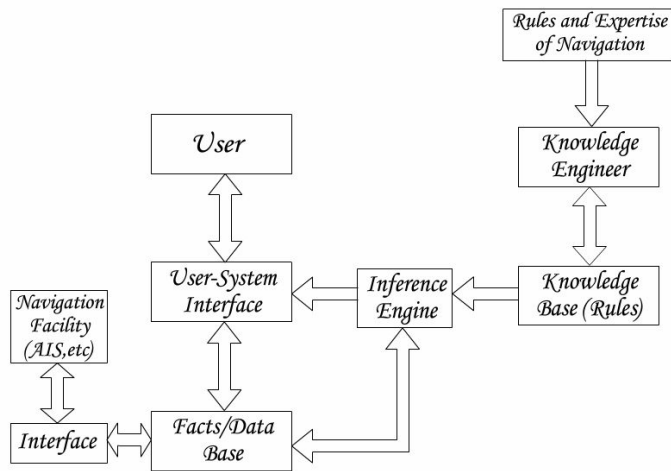 Rules and Expertise
of Navigation
User
Knowledge
Engineer
Navigation
Facility
(AIS,etc)
User-System
Interface
Inference
Engine
Knowledge
Base (Rules)
Interface
Facts/Data
Base